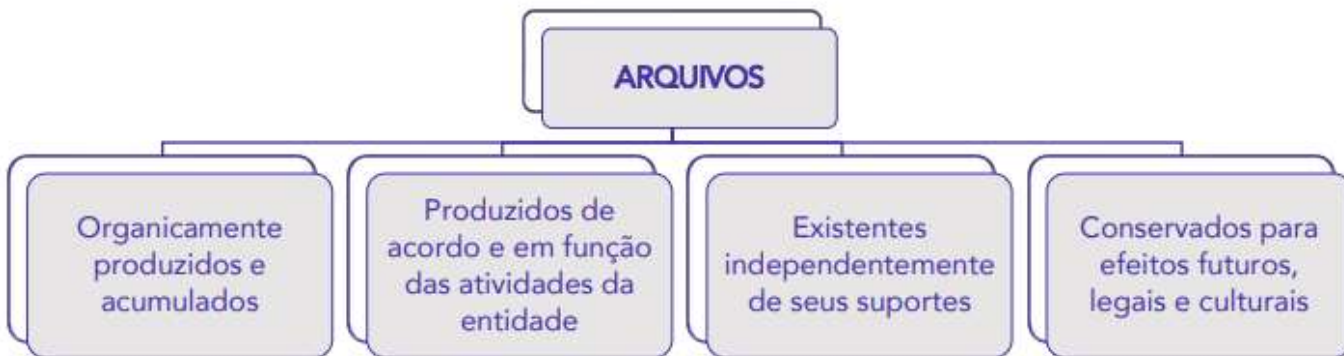 ARQUIVOS
Organicamente
produzidos e
acumulados
Produzidos de
acordo e em função
das atividades da
entidade
Existentes
independentemente
de seus suportes
Conservados para
efeitos futuros,
legais e culturais